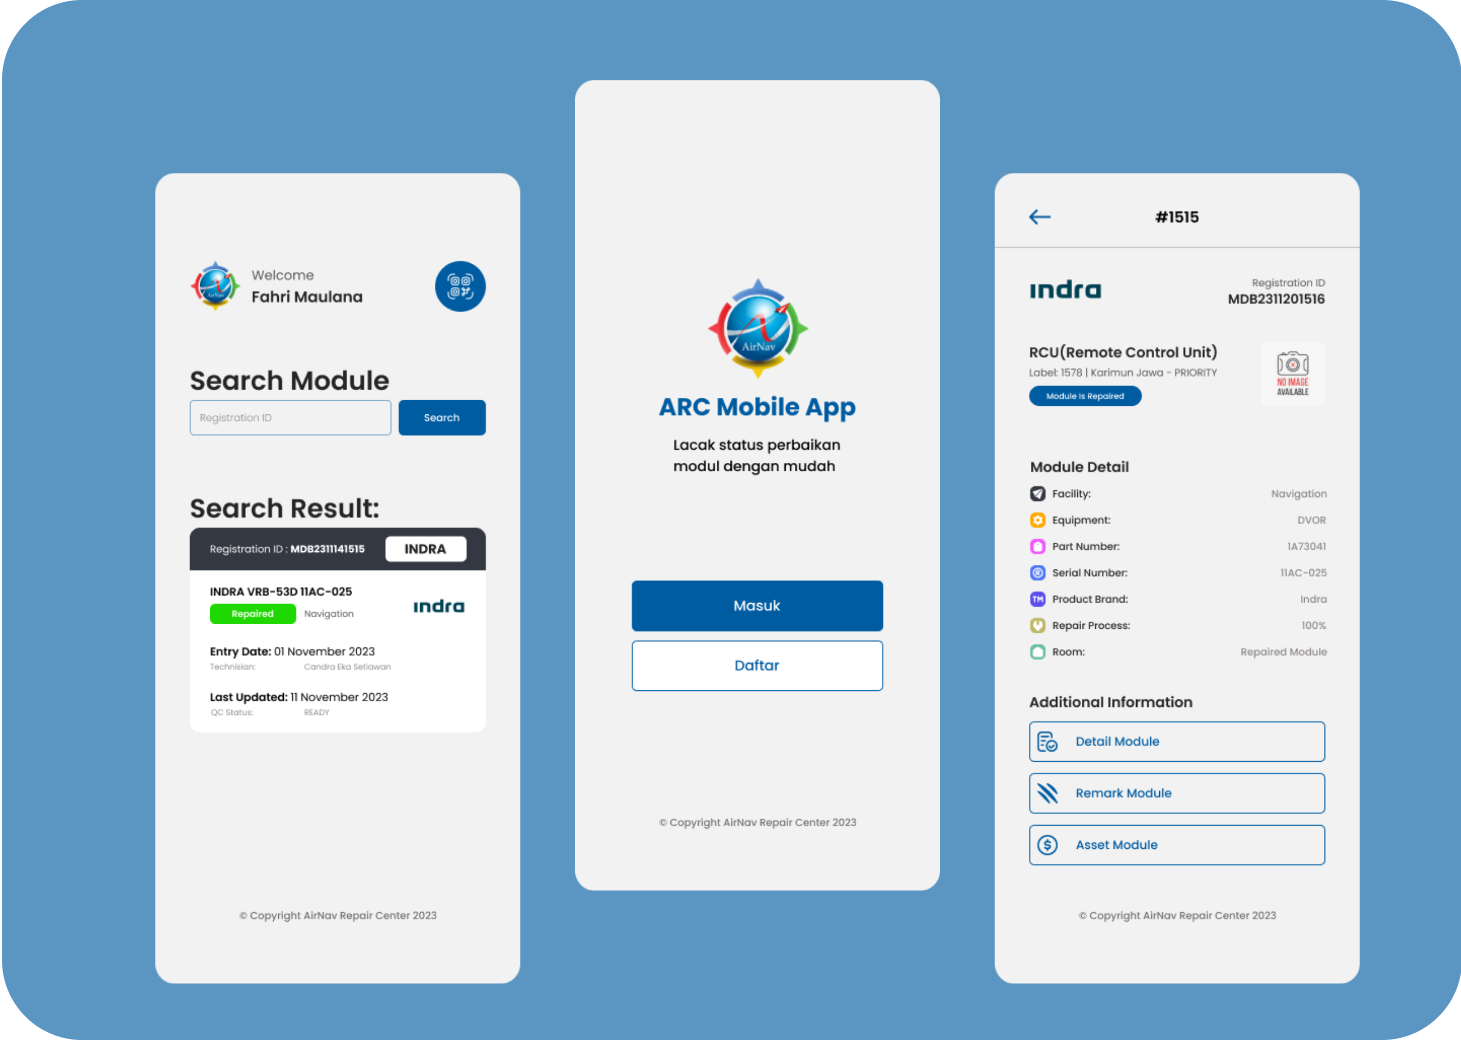 Welcome
Fahri Maulana
AirNav
Search Module
Registration ID
Search
Search Result:
Registration ID : MDB2311141515
INDRA
INDRA VRB-53D 11AC-025
Repaired
Navigation
indra
Entry Date: 01 November 2023
Technisian:
Candra Eka Setiawan
Last Updated: 11 November 2023
QC Status:
READY
© Copyright AirNav Repair Center 2023
AirNav
ARC Mobile App
Lacak status perbaikan
modul dengan mudah
Masuk
Daftar
© Copyright AirNav Repair Center 2023
#1515
indra
Registration ID
MDB2311201516
RCU(Remote Control Unit)
Label: 1578 | Karimun Jawa - PRIORITY
Module Is Repaired
NO IMAGE
AVAILABLE
Module Detail
Facility:
Navigation
Equipment:
DVOR
Part Number:
1A73041
Serial Number:
11AC-025
TM
Product Brand:
Indra
Repair Process:
100%
Room:
Repaired Module
Additional Information
Detail Module
Remark Module
$
Asset Module
© Copyright AirNav Repair Center 2023